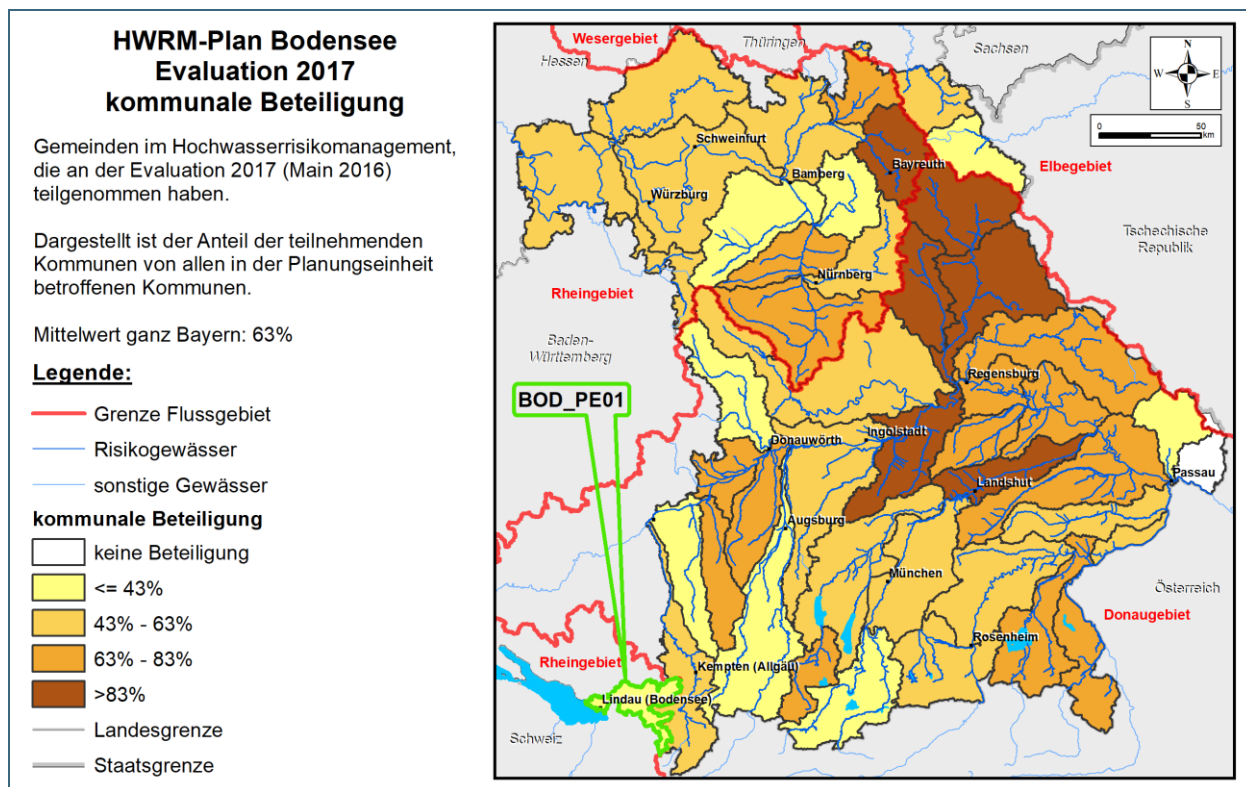 HWRM-Plan Bodensee
Evaluation 2017
kommunale Beteiligung
Gemeinden im Hochwasserrisikomanagement,
die an der Evaluation 2017 (Main 2016)
teilgenommen haben.
Dargestellt ist der Anteil der teilnehmenden
Kommunen von allen in der Planungseinheit
betroffenen Kommunen.
Mittelwert ganz Bayern: 63%
Legende:
Grenze Flussgebiet
Risikogewässer
sonstige Gewässer
kommunale Beteiligung
keine Beteiligung
<= 43%
43% - 63%
63% - 83%
>83%
Landesgrenze
Staatsgrenze
BOD_PE01
Wesergebiet
Thüringen
Sachsen
Hessen
N
W
E
S
0
50
km
Schweinfurt
Bamberg
Bayreuth
Elbegebiet
Würzburg
Tschechische
Republik
Nürnberg
Rheingebiet
Baden-
Württemberg
Regensburg
Ingolstadt
Donauwörth
Passau
Landshut
Augsburg
München
Österreich
Donaugebiet
Rosenheim
Rheingebiet
Kempten (Allgäu)
Lindau (Bodensee)
Schweiz